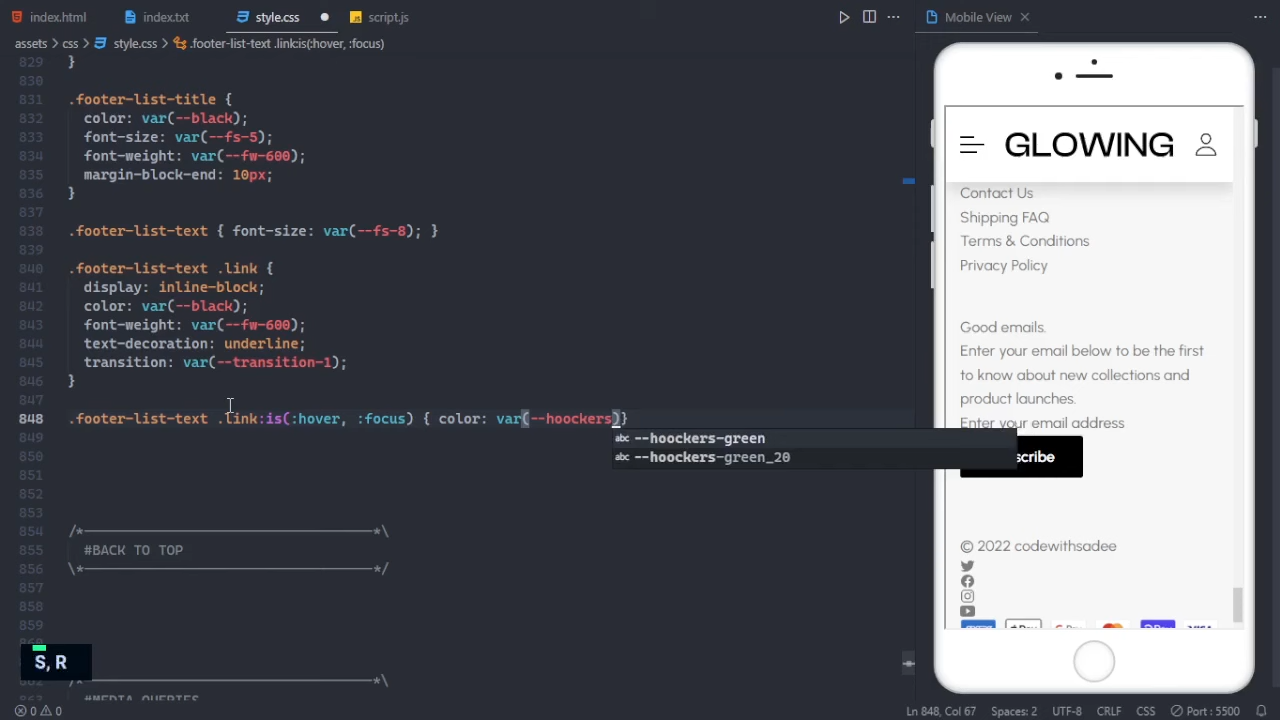 index.html
index.txt
style.css
script.js
Mobile View
assets > css > style.css > .footer-list-text .link:is(:hover, :focus)
829 }
830
831 .footer-list-title {
832 color: var(--black);
833 font-size: var(--fs-5);
834 font-weight: var(--fw-600);
835 margin-block-end: 10px;
836 }
837
838 .footer-list-text { font-size: var(--fs-8); }
839
840 .footer-list-text .link {
841 display: inline-block;
842 color: var(--black);
843 font-weight: var(--fw-600);
844 text-decoration: underline;
845 transition: var(--transition-1);
846 }
847
848 .footer-list-text .link:is(:hover, :focus) { color: var(--hoockers)}
abc --hoockers-green
849
abc --hoockers-green_20
850
851
852
853
854 /*-----------------------------------*\
855 #BACK TO TOP
856 \*-----------------------------------*/
857
858
859
S, R
/*-----------------------------------*\
863 #MEDIA QUERIES
GLOWING
Contact Us
Shipping FAQ
Terms & Conditions
Privacy Policy
Good emails.
Enter your email below to be the first
to know about new collections and
product launches.
Enter your email address
cribe
© 2022 codewithsadee
Pay
Pay
VISA
0 0
Ln 848, Col 67
Spaces: 2
UTF-8
CRLF
CSS
Port : 5500